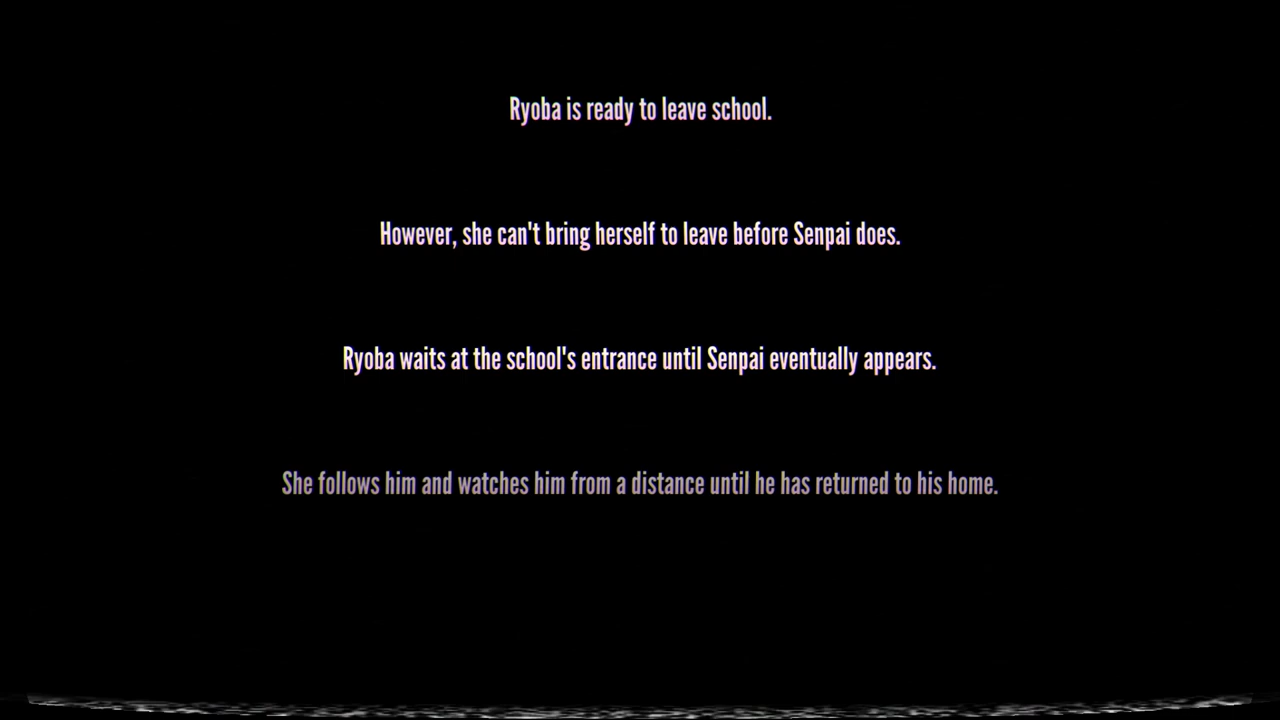 Ryoba is ready to leave school.
However, she can't bring herself to leave before Senpai does.
Ryoba waits at the school's entrance until Senpai eventually appears.
She follows him and watches him from a distance until he has returned to his home.